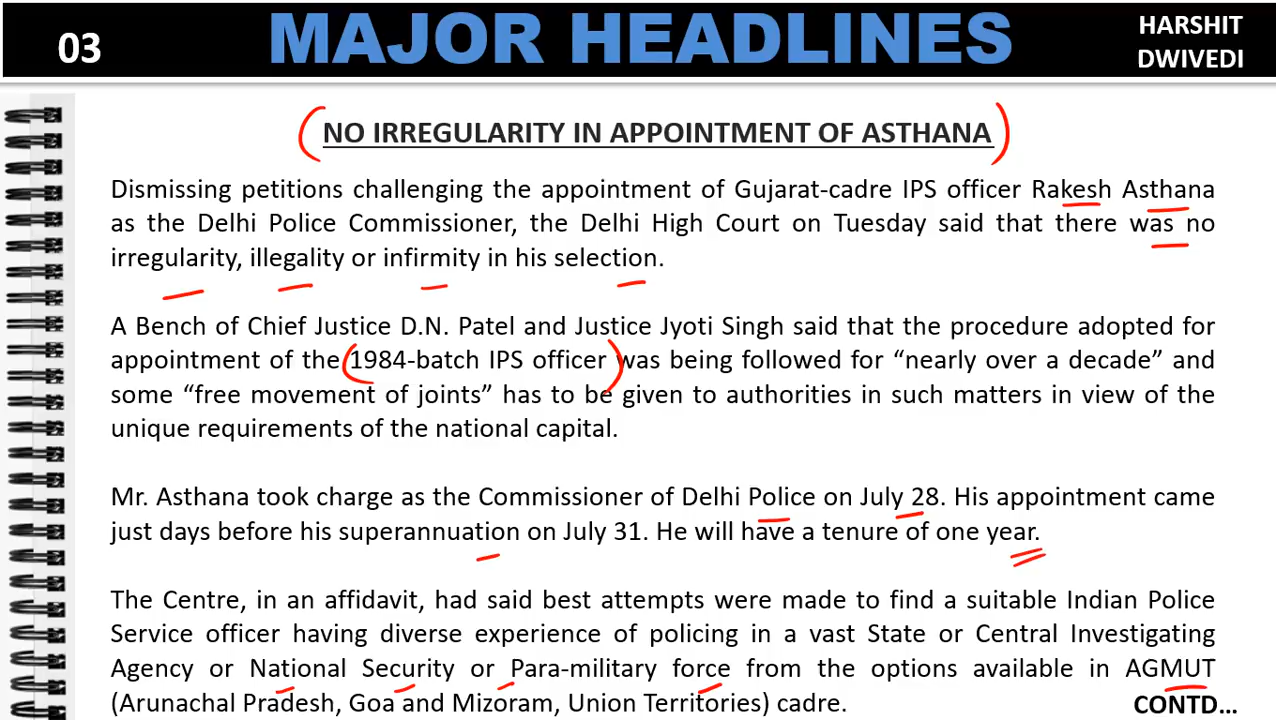 03
MAJOR HEADLINES
HARSHIT
DWIVEDI
NO IRREGULARITY IN APPOINTMENT OF ASTHANA
Dismissing petitions challenging the appointment of Gujarat-cadre IPS officer Rakesh Asthana
as the Delhi Police Commissioner, the Delhi High Court on Tuesday said that there was no
irregularity, illegality or infirmity in his selection.
A Bench of Chief Justice D.N. Patel and Justice Jyoti Singh said that the procedure adopted for
appointment of the 1984-batch IPS officer was being followed for “nearly over a decade” and
some “free movement of joints” has to be given to authorities in such matters in view of the
unique requirements of the national capital.
Mr. Asthana took charge as the Commissioner of Delhi Police on July 28. His appointment came
just days before his superannuation on July 31. He will have a tenure of one year.
The Centre, in an affidavit, had said best attempts were made to find a suitable Indian Police
Service officer having diverse experience of policing in a vast State or Central Investigating
Agency or National Security or Para-military force from the options available in AGMUT
(Arunachal Pradesh, Goa and Mizoram, Union Territories) cadre.
CONTD…